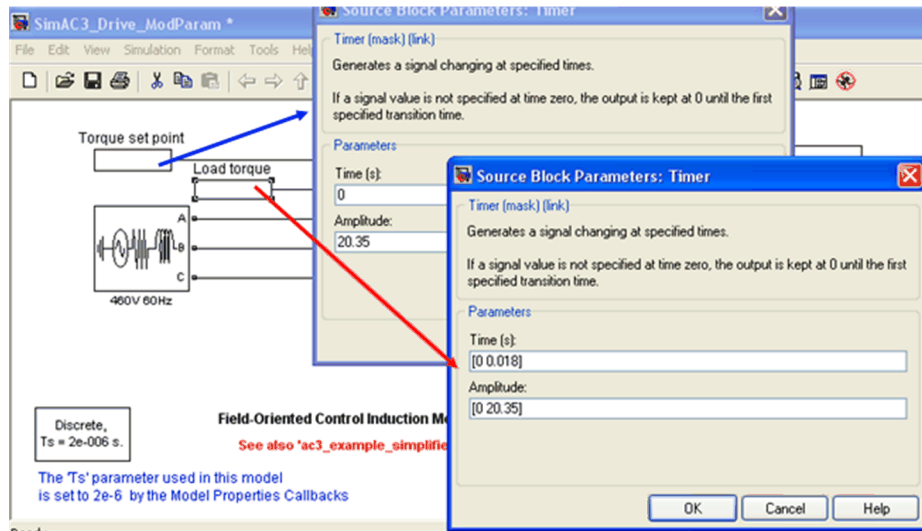 SimAC3_Drive_ModParam *
File Edit View Simulation Format Tools Help
Torque set point
Load torque
A
B
C
460V 60Hz
Discrete,
Ts = 2e-006 s.
Field-Oriented Control Induction
See also 'ac3_example_simplifie
The 'Ts' parameter used in this model
is set to 2e-6 by the Model Properties Callbacks
Source Block Parameters: Timer
Timer (mask) (link)
Generates a signal changing at specified times.
If a signal value is not specified at time zero, the output is kept at 0 until the first
specified transition time.
Parameters
Time (s):
0
Amplitude:
20.35
Source Block Parameters: Timer
Timer (mask) (link)
Generates a signal changing at specified times.
If a signal value is not specified at time zero, the output is kept at 0 until the first
specified transition time.
Parameters
Time (s):
[0 0.018]
Amplitude:
[0 20.35]
OK Cancel Help